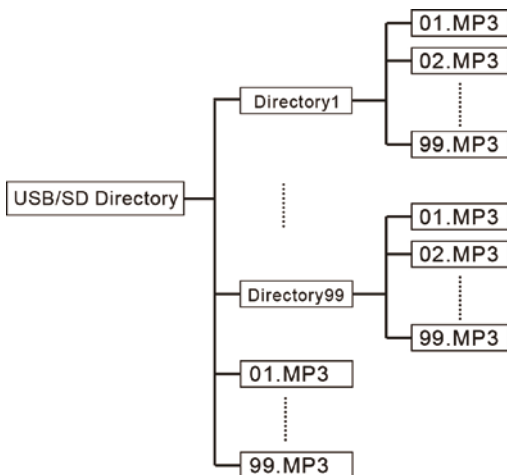 01.MP3
02.MP3
Directory1
99.MP3
USB/SD Directory
01.MP3
02.MP3
Directory99
99.MP3
01.MP3
99.MP3